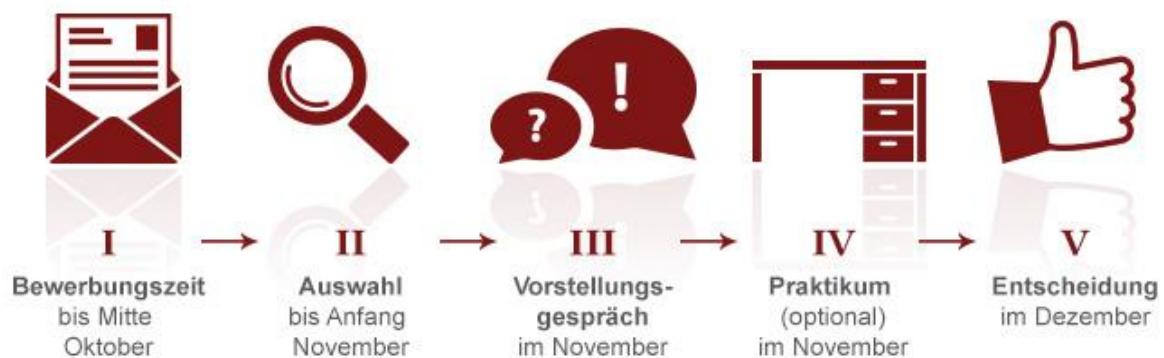 ?
!
I
II
III
IV
V
Bewerbungszeit
bis Mitte
Oktober
Auswahl
bis Anfang
November
Vorstellungs-
gespräch
im November
Praktikum
(optional)
im November
Entscheidung
im Dezember